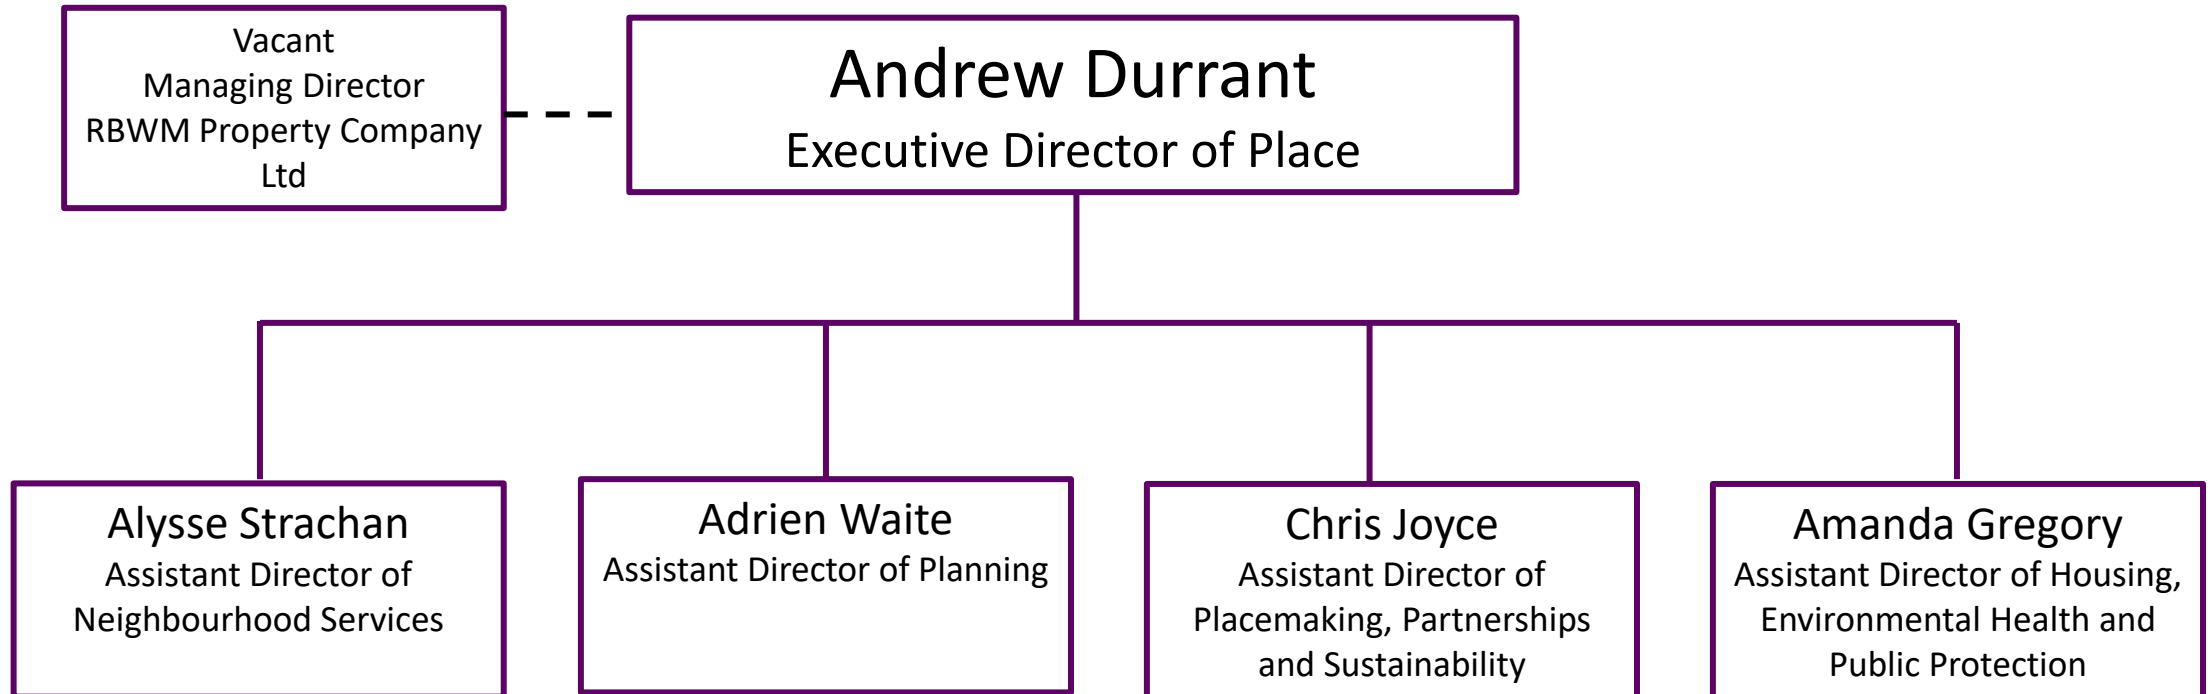 Vacant
Managing Director
RBWM Property Company
Ltd
Andrew Durrant
Executive Director of Place
Alysse Strachan
Assistant Director of
Neighbourhood Services
Adrien Waite
Assistant Director of Planning
Chris Joyce
Assistant Director of
Placemaking, Partnerships
and Sustainability
Amanda Gregory
Assistant Director of Housing,
Environmental Health and
Public Protection